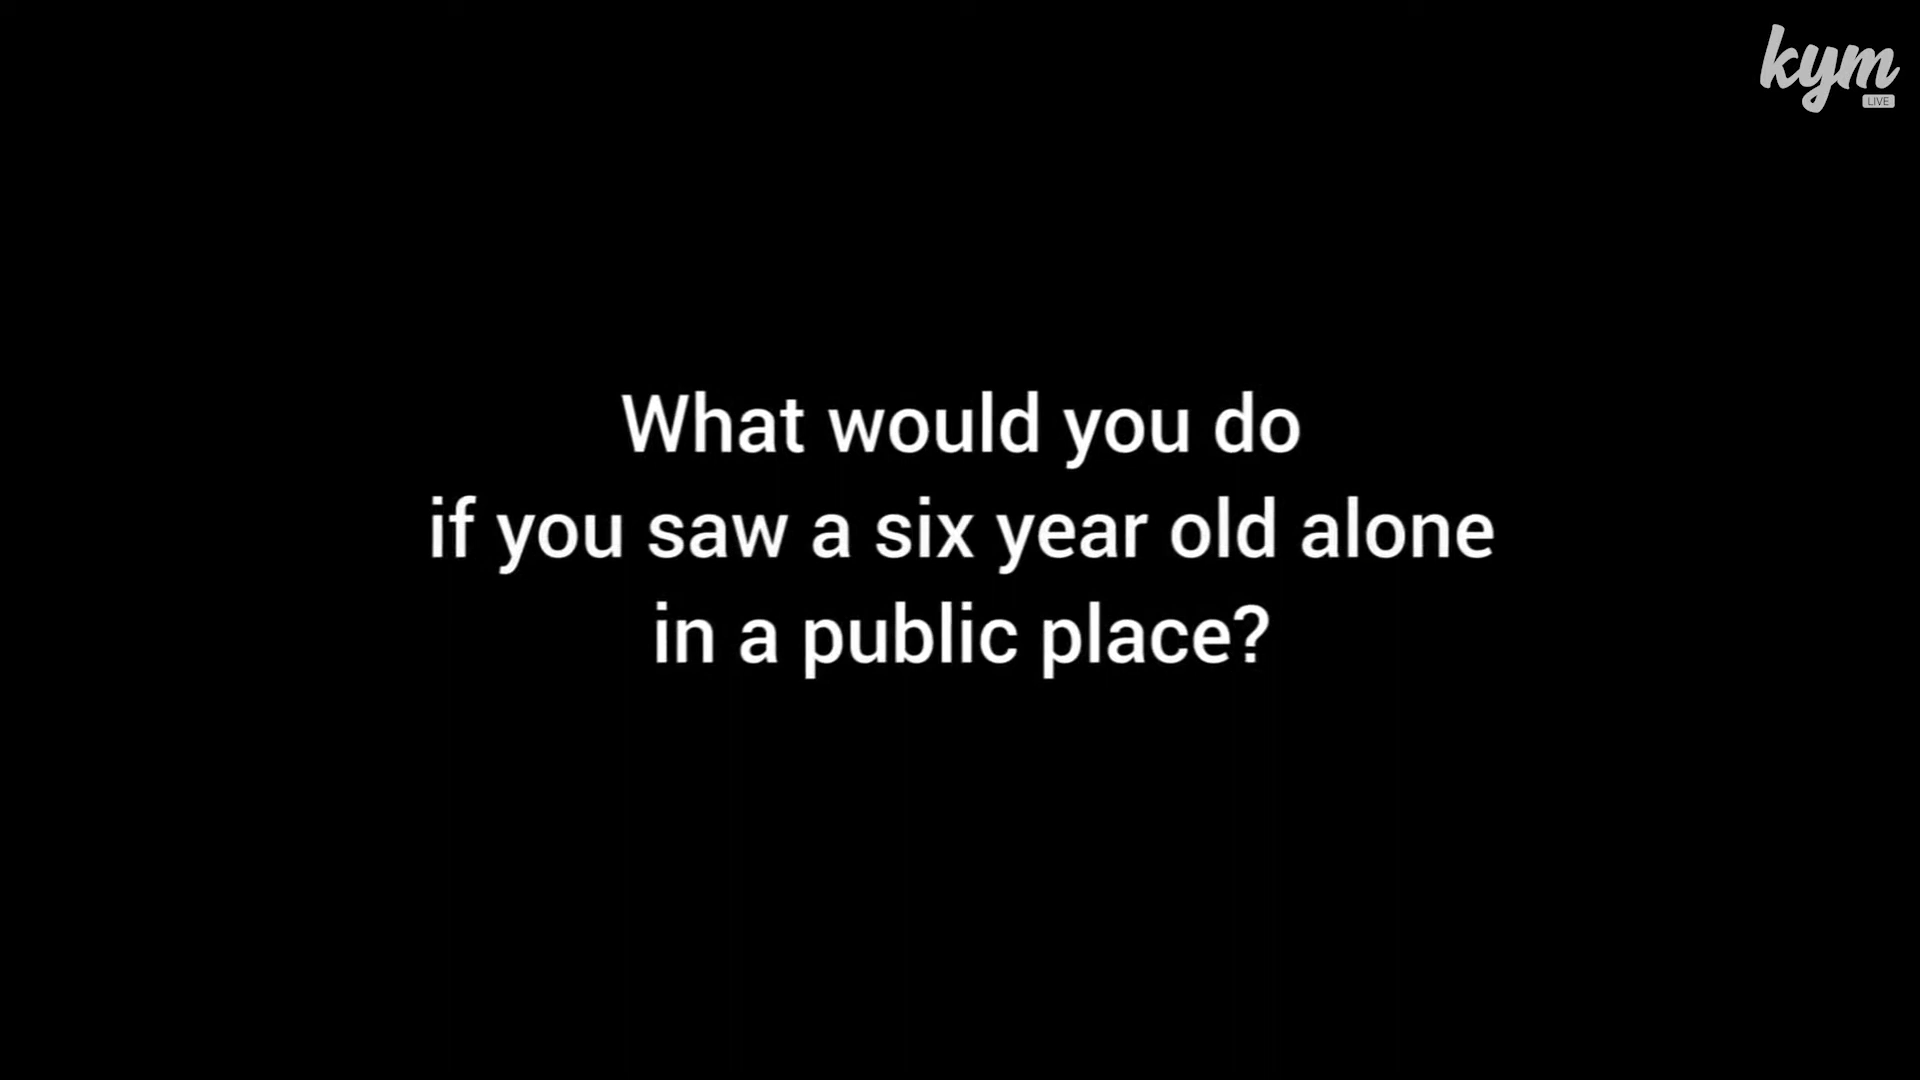 kym
LIVE
What would you do
if you saw a six year old alone
in a public place?